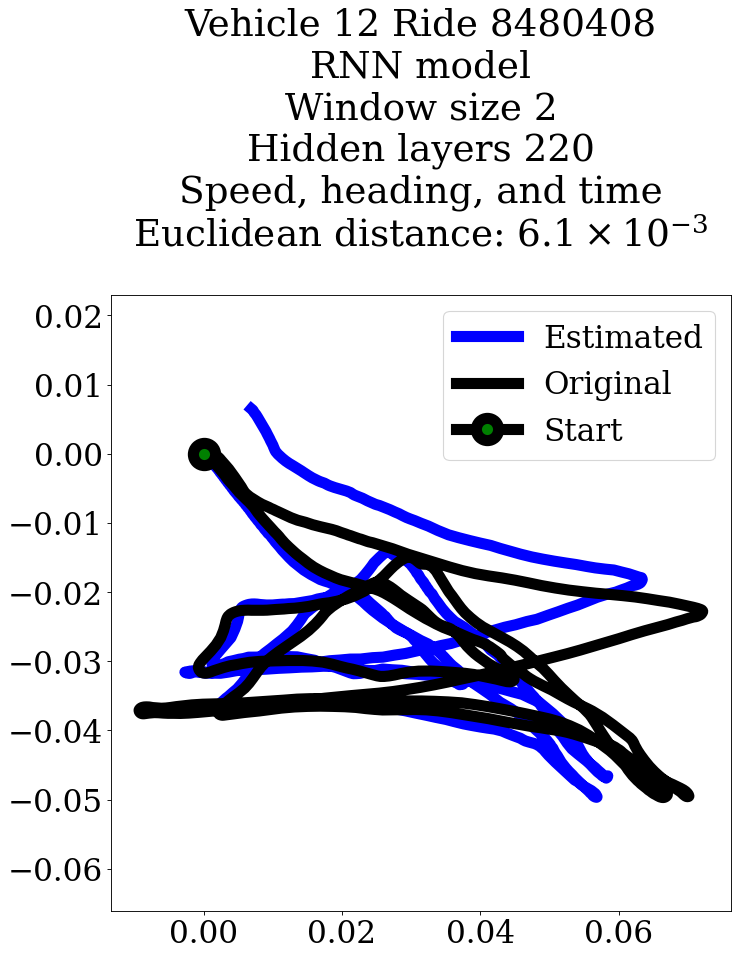 Vehicle 12 Ride 8480408
RNN model
Window size 2
Hidden layers 220
Speed, heading, and time
Euclidean distance: 6.1 × 10⁻³
Estimated
Original
Start
0.02
0.01
0.00
−0.01
−0.02
−0.03
−0.04
−0.05
−0.06
0.00 0.02 0.04 0.06